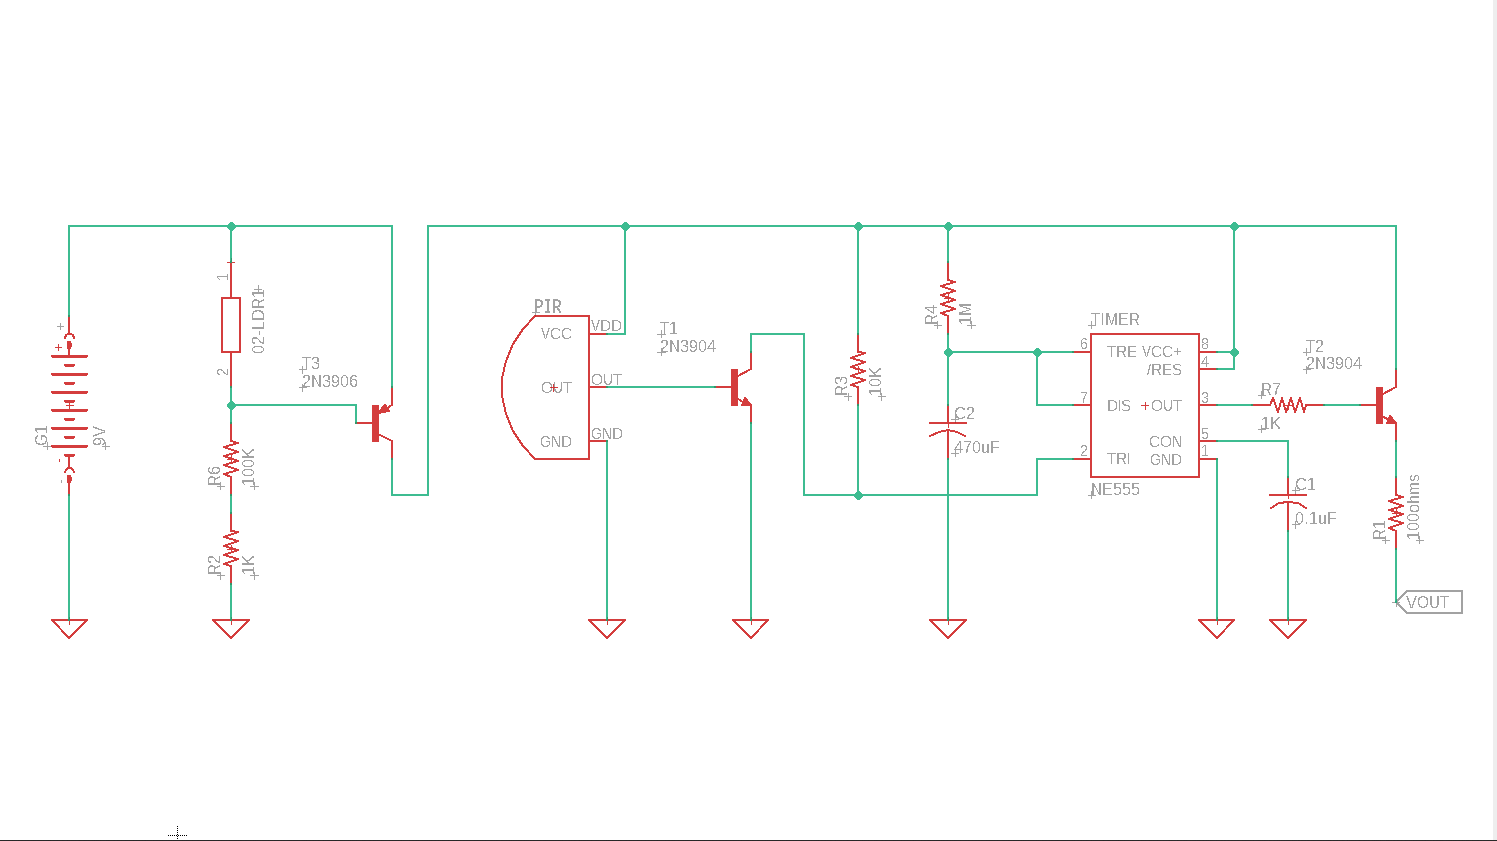 G1
+
+
-
-
9V
1
02-LDR1
2
R6
100K
R2
1K
T3
2N3906
PIR
VCC
VDD
OUT
OUT
GND
GND
T1
2N3904
R3
10K
R4
1M
C2
470uF
TIMER
6
TRE
VCC+
8
/RES
4
7
DIS
OUT
3
CON
5
2
TRI
GND
1
NE555
R7
1K
T2
2N3904
C1
0.1uF
R1
100ohms
VOUT